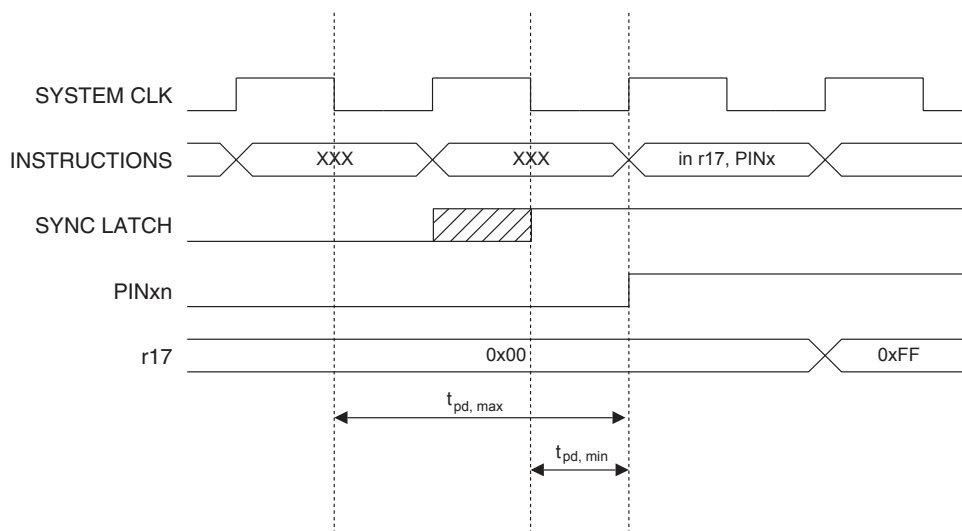 SYSTEM CLK
INSTRUCTIONS XXX XXX in r17, PINx
SYNC LATCH
PINxn
r17 0x00 0xFF
tpd, max
tpd, min